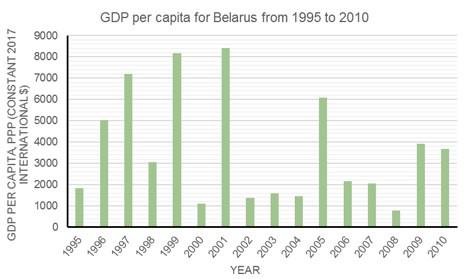 GDP per capita for Belarus from 1995 to 2010
GDP PER CAPITA, PPP (CONSTANT 2017
INTERNATIONAL $)
9000
8000
7000
6000
5000
4000
3000
2000
1000
0
1995 1996 1997 1998 1999 2000 2001 2002 2003 2004 2005 2006 2007 2008 2009 2010
YEAR